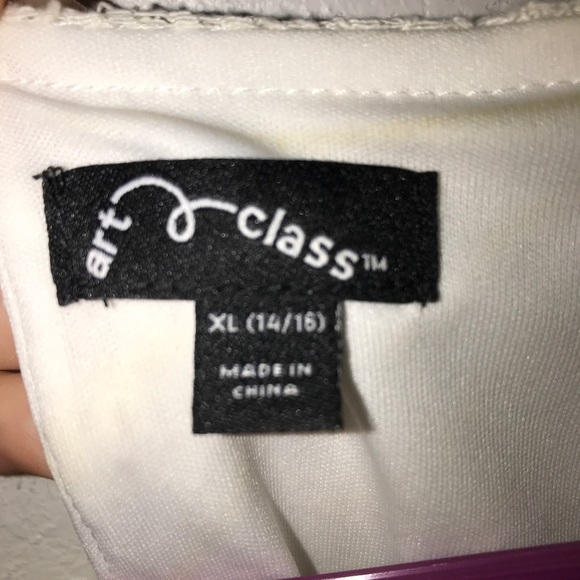 art class™
XL (14/16)
MADE IN
CHINA